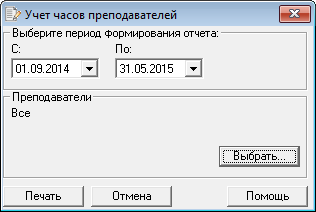 Учет часов преподавателей
Выберите период формирования отчета:
С: По:
01.09.2014 31.05.2015
Преподаватели
Все
Выбрать...
Печать Отмена Помощь